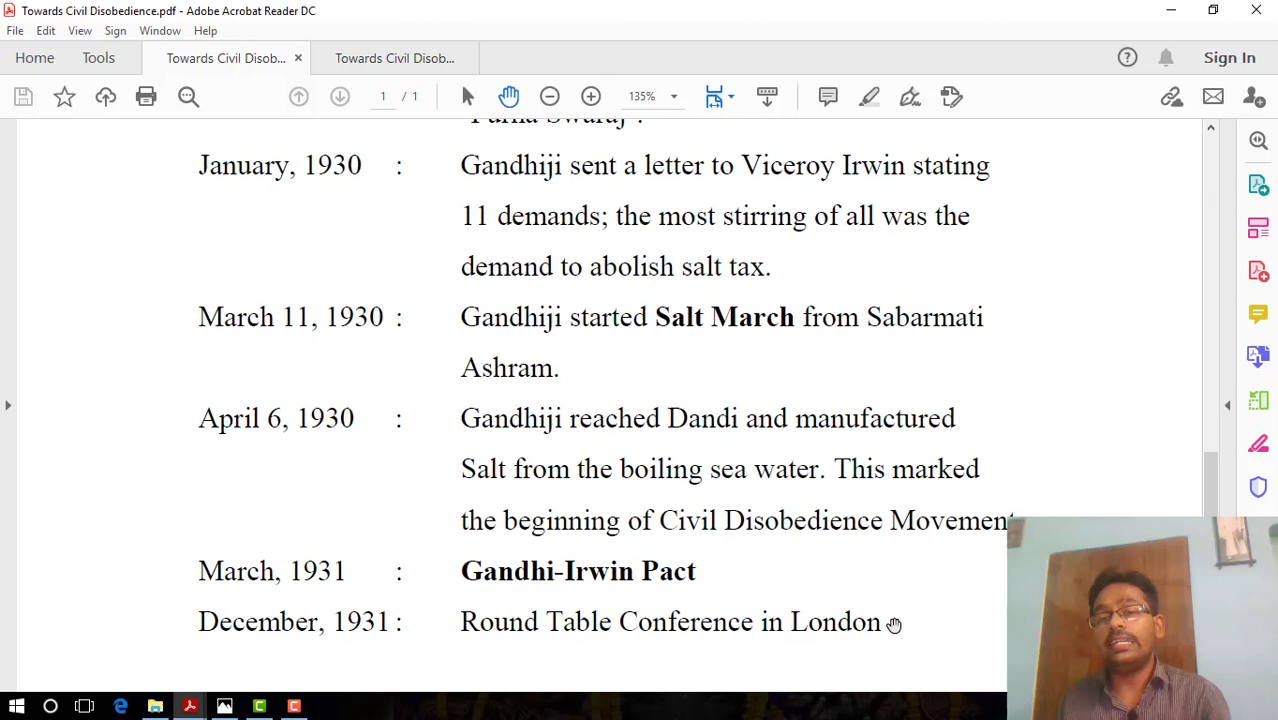 Towards Civil Disobedience.pdf - Adobe Acrobat Reader DC
File Edit View Sign Window Help
Home Tools Towards Civil Disob... × Towards Civil Disob... Sign In
1 / 1 135%
"Purna Swaraj".
January, 1930 : Gandhiji sent a letter to Viceroy Irwin stating
11 demands; the most stirring of all was the
demand to abolish salt tax.
March 11, 1930 : Gandhiji started Salt March from Sabarmati
Ashram.
April 6, 1930 : Gandhiji reached Dandi and manufactured
Salt from the boiling sea water. This marked
the beginning of Civil Disobedience Movement
March, 1931 : Gandhi-Irwin Pact
December, 1931 : Round Table Conference in London